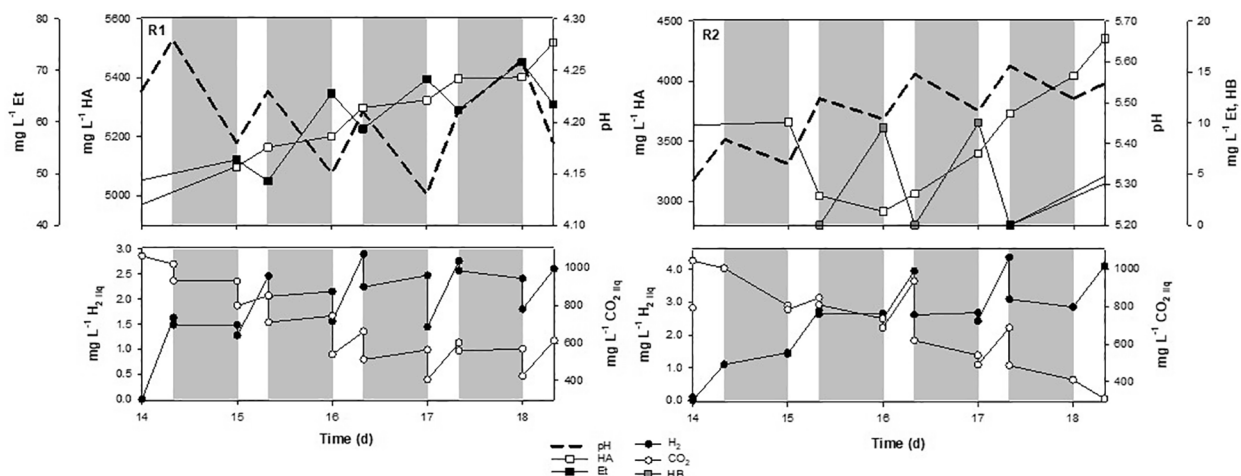 R1
80
70
60
50
40
mg L⁻¹ Et
5600
5400
5200
5000
mg L⁻¹ HA
4.30
4.25
4.20
4.15
4.10
pH
R2
4500
4000
3500
3000
mg L⁻¹ HA
5.70
5.60
5.50
5.40
5.30
5.20
pH
20
15
10
5
0
mg L⁻¹ Et, HB
3.0
2.5
2.0
1.5
1.0
0.5
0.0
mg L⁻¹ H₂ liq
1000
800
600
400
mg L⁻¹ CO₂ liq
14 15 16 17 18
Time (d)
4.0
3.0
2.0
1.0
0.0
mg L⁻¹ H₂ liq
1000
800
600
400
mg L⁻¹ CO₂ liq
14 15 16 17 18
Time (d)
pH H₂
HA CO₂
Et HB